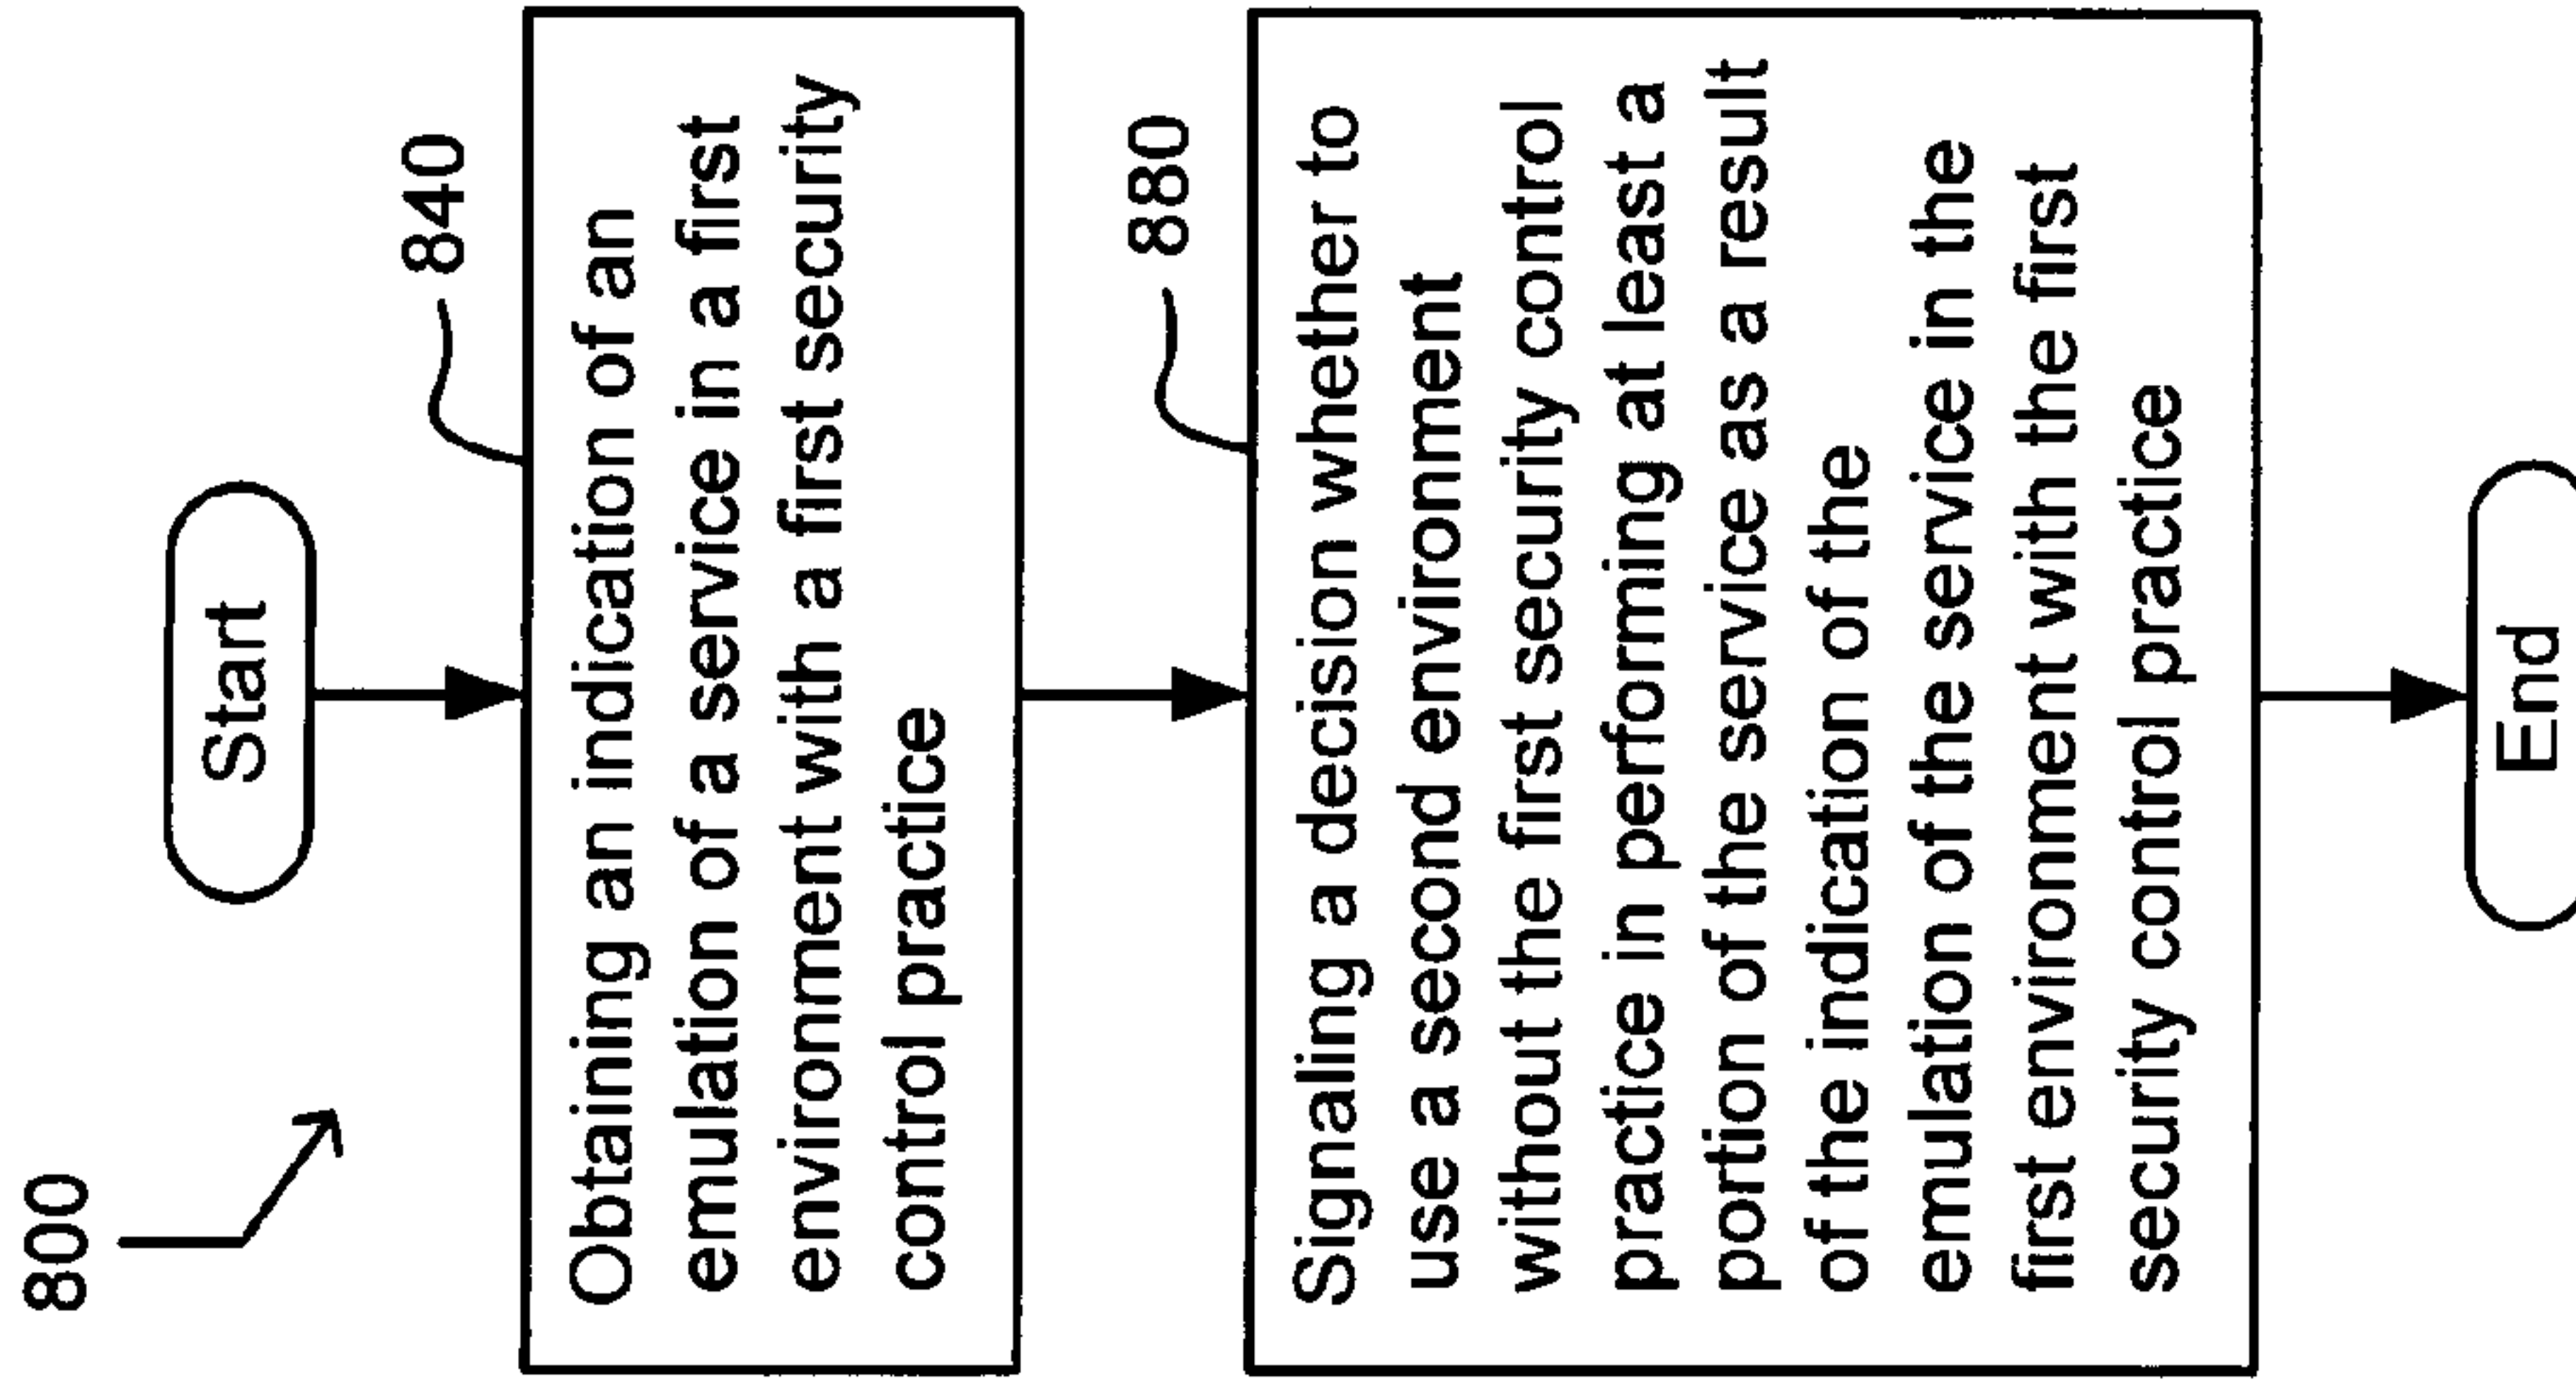 800
Start
840
Obtaining an indication of an
emulation of a service in a first
environment with a first security
control practice
880
Signaling a decision whether to
use a second environment
without the first security control
practice in performing at least a
portion of the service as a result
of the indication of the
emulation of the service in the
first environment with the first
security control practice
End